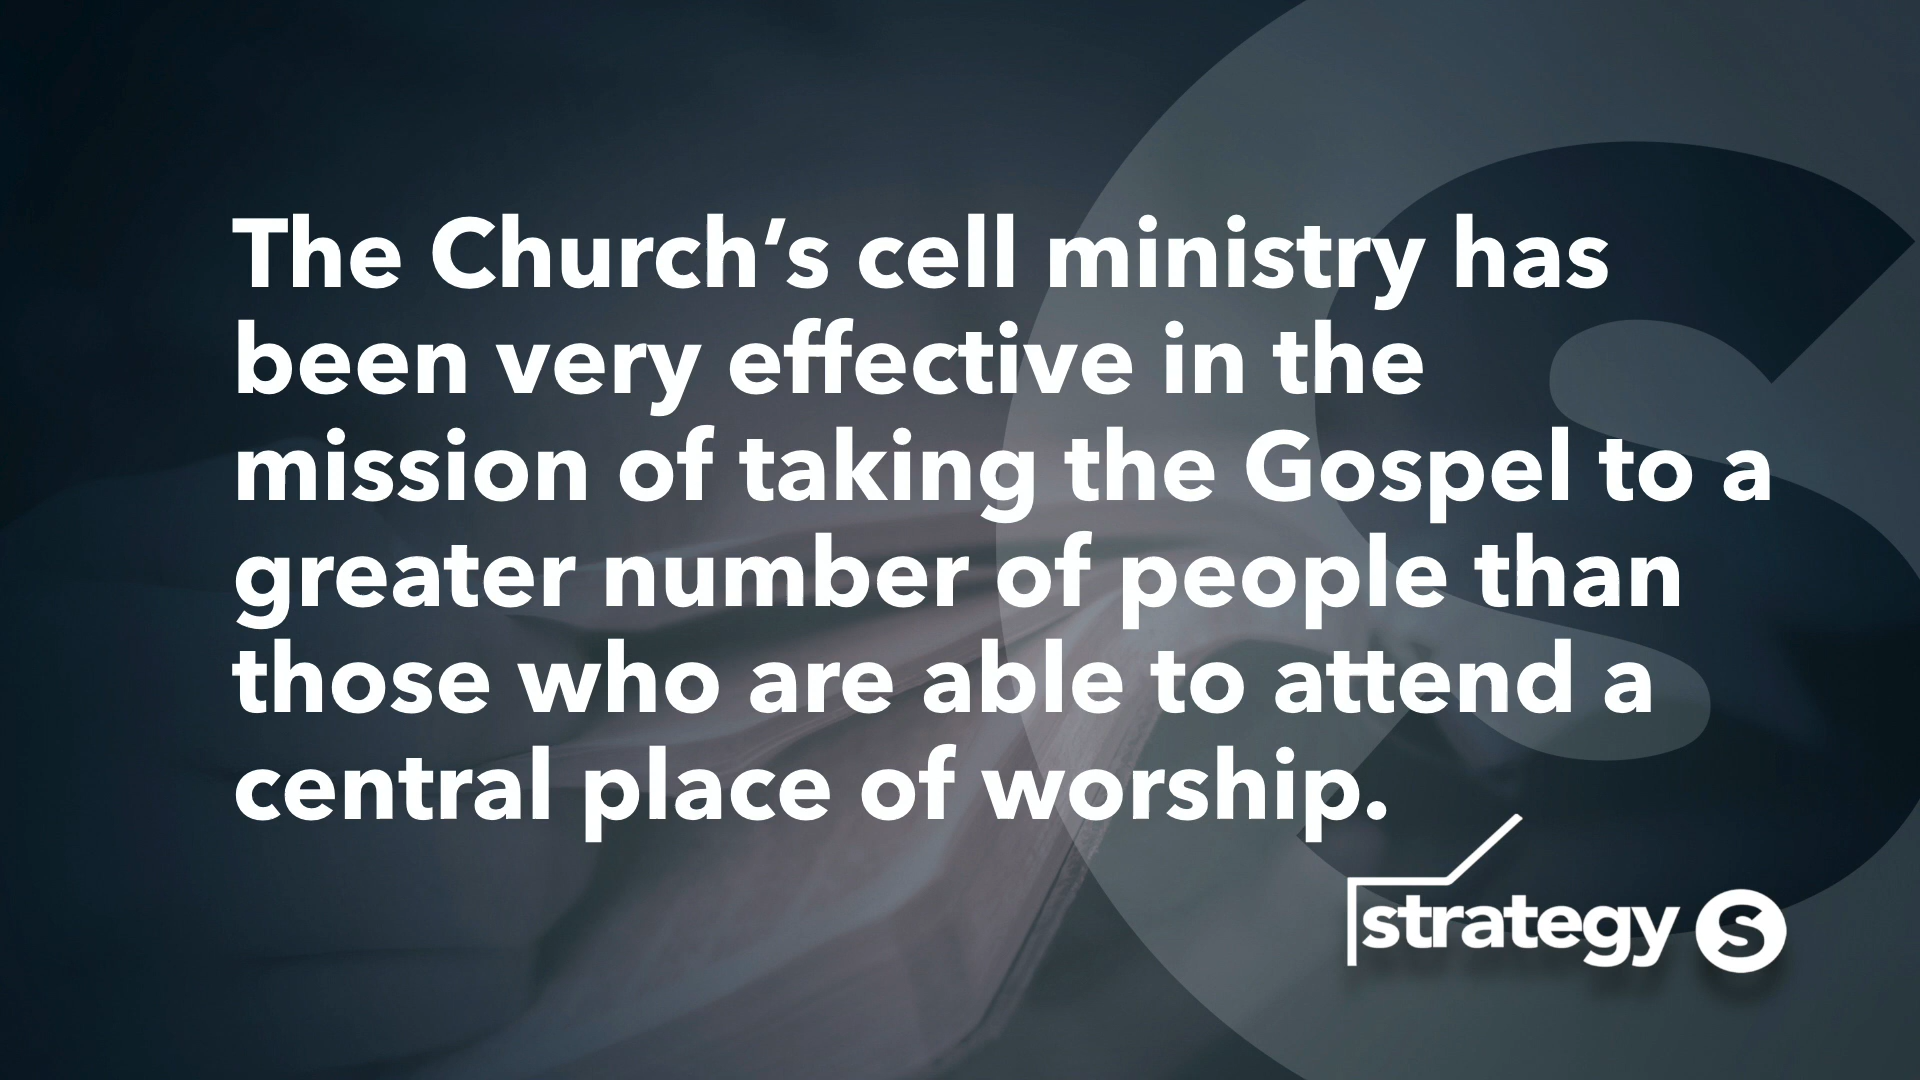 The Church’s cell ministry has
been very effective in the
mission of taking the Gospel to a
greater number of people than
those who are able to attend a
central place of worship.
strategy S